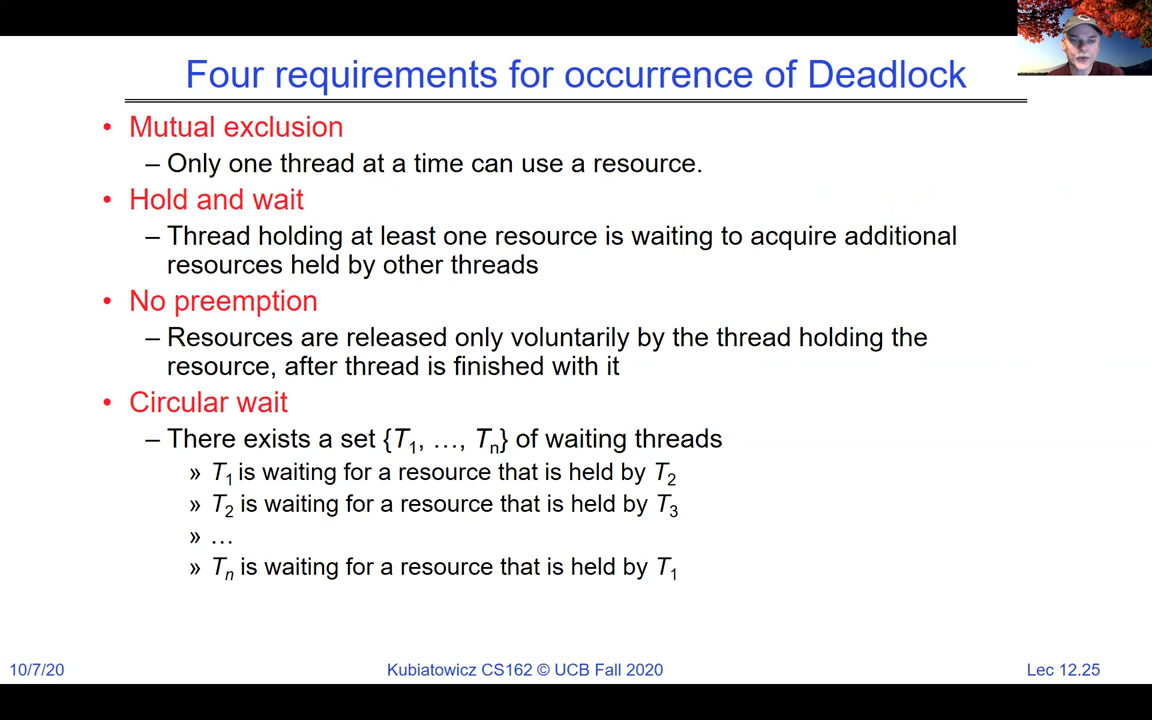 Four requirements for occurrence of Deadlock
• Mutual exclusion
– Only one thread at a time can use a resource.
• Hold and wait
– Thread holding at least one resource is waiting to acquire additional
resources held by other threads
• No preemption
– Resources are released only voluntarily by the thread holding the
resource, after thread is finished with it
• Circular wait
– There exists a set {T1, …, Tn} of waiting threads
» T1 is waiting for a resource that is held by T2
» T2 is waiting for a resource that is held by T3
» …
» Tn is waiting for a resource that is held by T1
10/7/20
Kubiatowicz CS162 © UCB Fall 2020
Lec 12.25